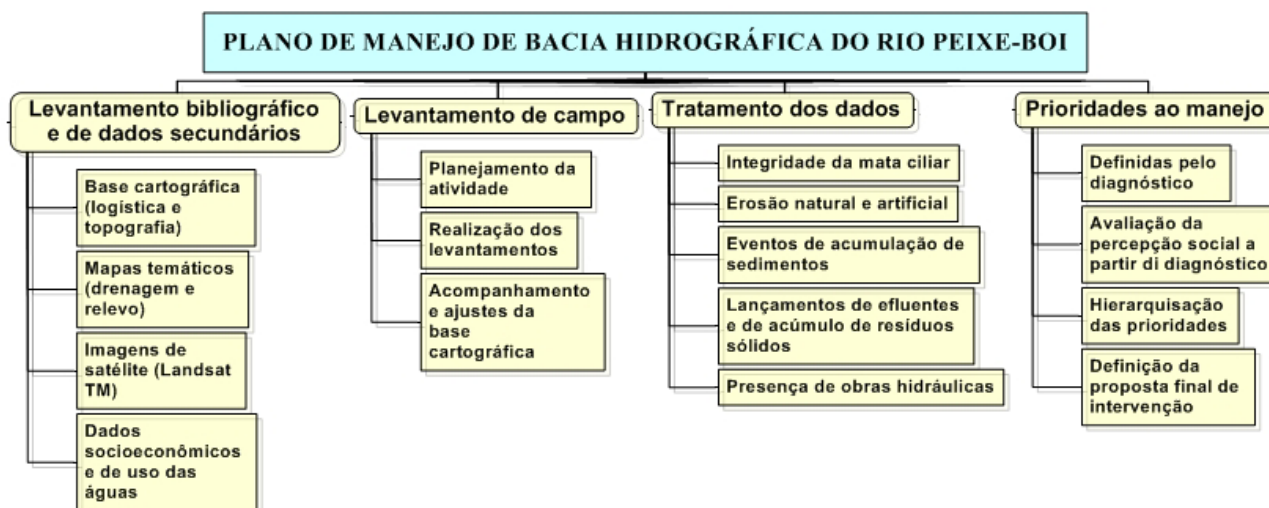 PLANO DE MANEJO DE BACIA HIDROGRÁFICA DO RIO PEIXE-BOI
Levantamento bibliográfico
e de dados secundários
Base cartográfica
(logística e
topografia)
Mapas temáticos
(drenagem e
relevo)
Imagens de
satélite (Landsat
TM)
Dados
socioeconômicos
e de uso das
águas
Levantamento de campo
Planejamento da
atividade
Realização dos
levantamentos
Acompanhamento
e ajustes da
base
cartográfica
Tratamento dos dados
Integridade da mata ciliar
Erosão natural e artificial
Eventos de acumulação de
sedimentos
Lançamentos de efluentes
e de acúmulo de resíduos
sólidos
Presença de obras hidráulicas
Prioridades ao manejo
Definidas pelo
diagnóstico
Avaliação da
percepção social a
partir di diagnóstico
Hierarquisação
das prioridades
Definição da
proposta final de
intervenção